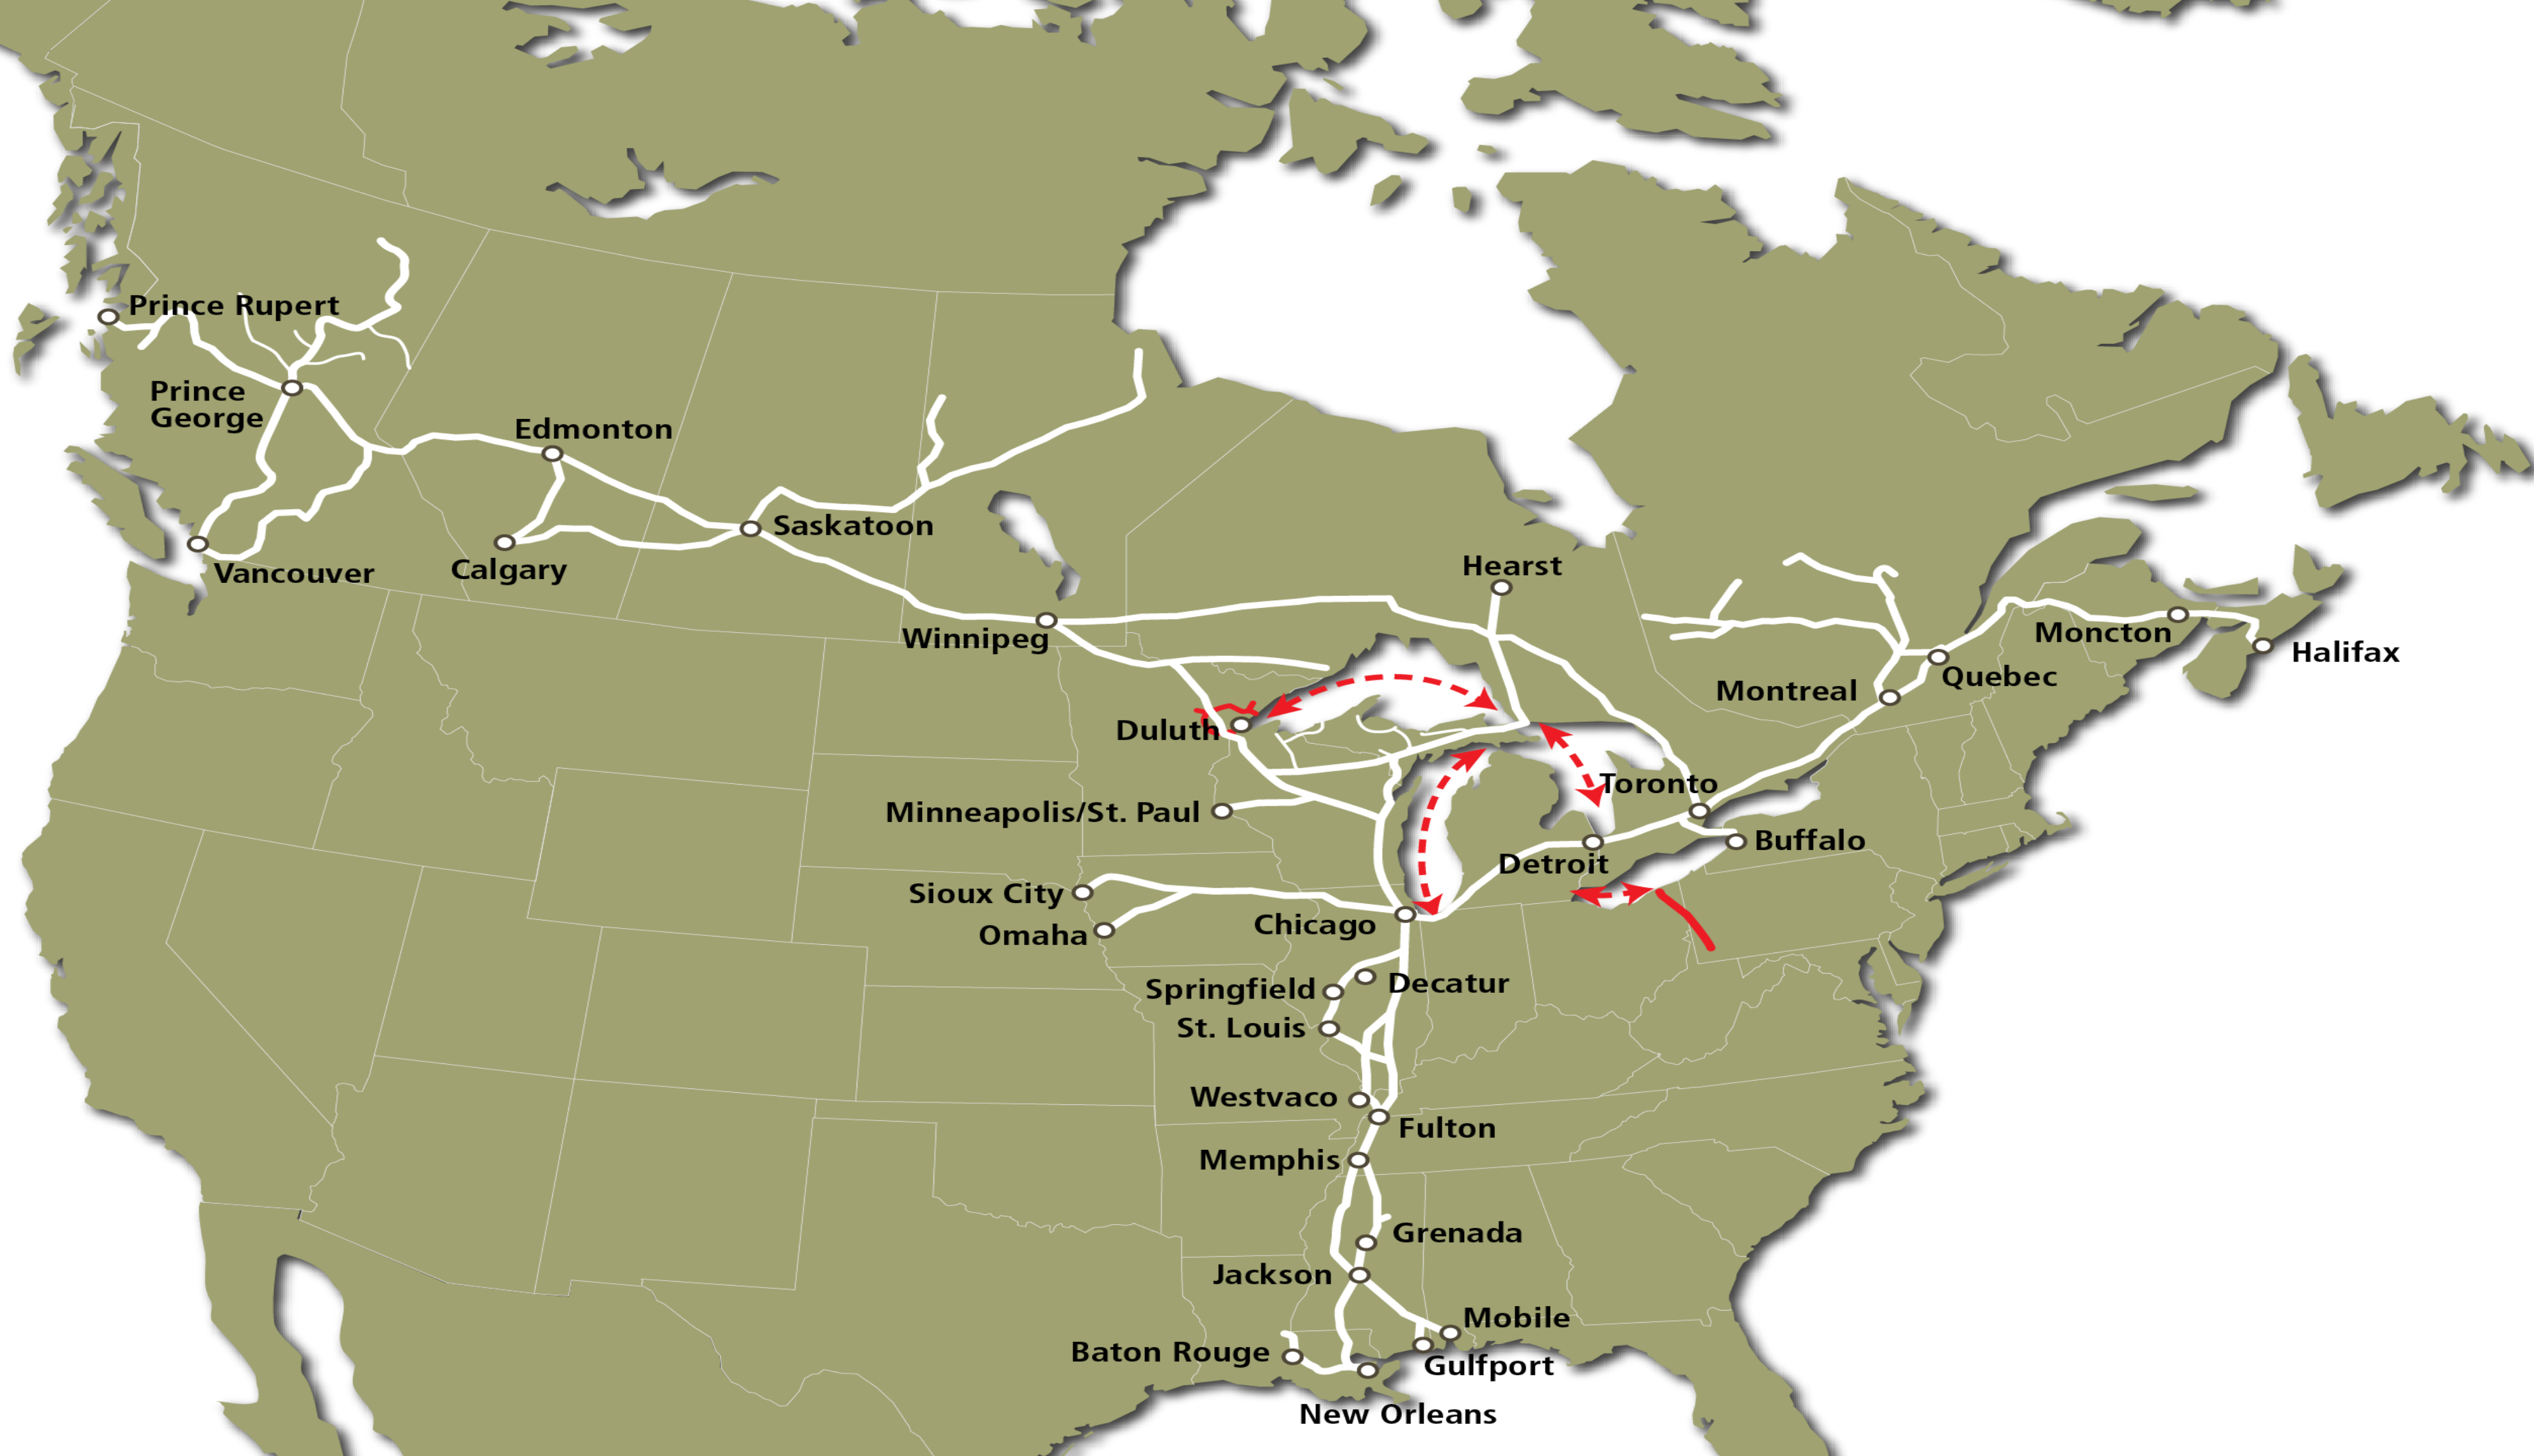 Prince Rupert
Prince
George
Edmonton
Saskatoon
Vancouver
Calgary
Hearst
Winnipeg
Moncton
Halifax
Quebec
Montreal
Duluth
Toronto
Minneapolis/St. Paul
Buffalo
Detroit
Sioux City
Chicago
Omaha
Decatur
Springfield
St. Louis
Westvaco
Fulton
Memphis
Grenada
Jackson
Mobile
Baton Rouge
Gulfport
New Orleans